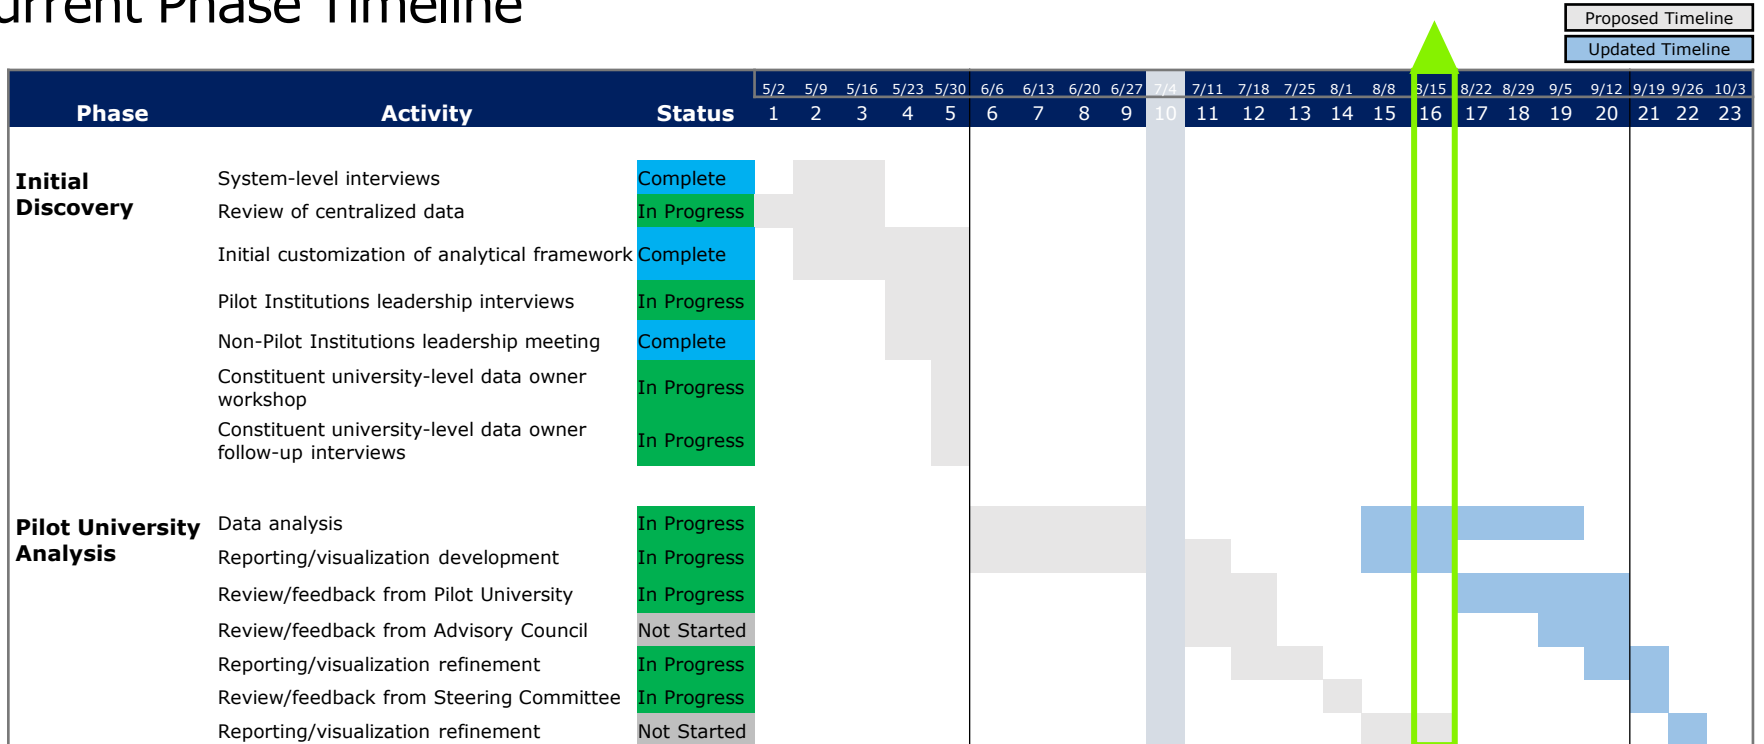 urrent Phase Timeline
Proposed Timeline
Updated Timeline
5/2 5/9 5/16 5/23 5/30 6/6 6/13 6/20 6/27 7/4 7/11 7/18 7/25 8/1 8/8 8/15 8/22 8/29 9/5 9/12 9/19 9/26 10/3
Phase Activity Status 1 2 3 4 5 6 7 8 9 10 11 12 13 14 15 16 17 18 19 20 21 22 23
Initial
Discovery
System-level interviews Complete
Review of centralized data In Progress
Initial customization of analytical framework Complete
Pilot Institutions leadership interviews In Progress
Non-Pilot Institutions leadership meeting Complete
Constituent university-level data owner
workshop
In Progress
Constituent university-level data owner
follow-up interviews
In Progress
Pilot University
Analysis
Data analysis In Progress
Reporting/visualization development In Progress
Review/feedback from Pilot University In Progress
Review/feedback from Advisory Council Not Started
Reporting/visualization refinement In Progress
Review/feedback from Steering Committee In Progress
Reporting/visualization refinement Not Started